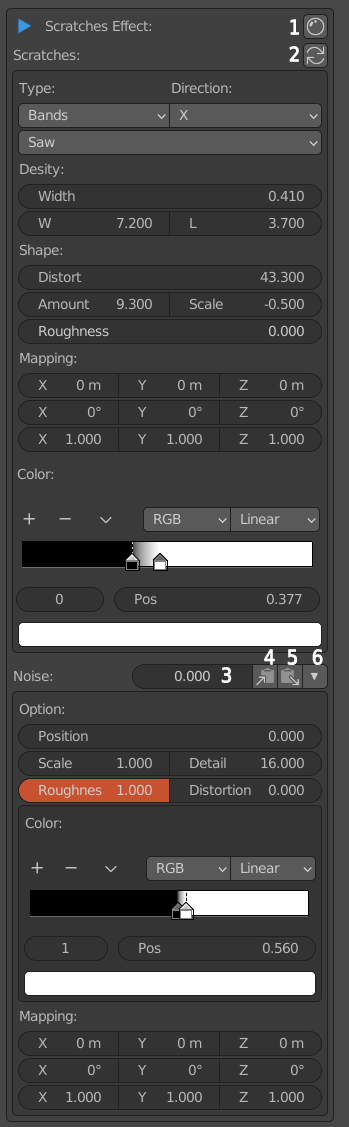 Scratches Effect: 1
Scratches: 2
Type: Direction:
Bands X
Saw
Desity:
Width 0.410
W 7.200 L 3.700
Shape:
Distort 43.300
Amount 9.300 Scale -0.500
Roughness 0.000
Mapping:
X 0 m Y 0 m Z 0 m
X 0° Y 0° Z 0°
X 1.000 Y 1.000 Z 1.000
Color:
+ − RGB Linear
0 Pos 0.377
4 5 6
Noise: 0.000 3
Option:
Position 0.000
Scale 1.000 Detail 16.000
Roughnes 1.000 Distortion 0.000
Color:
+ − RGB Linear
1 Pos 0.560
Mapping:
X 0 m Y 0 m Z 0 m
X 0° Y 0° Z 0°
X 1.000 Y 1.000 Z 1.000